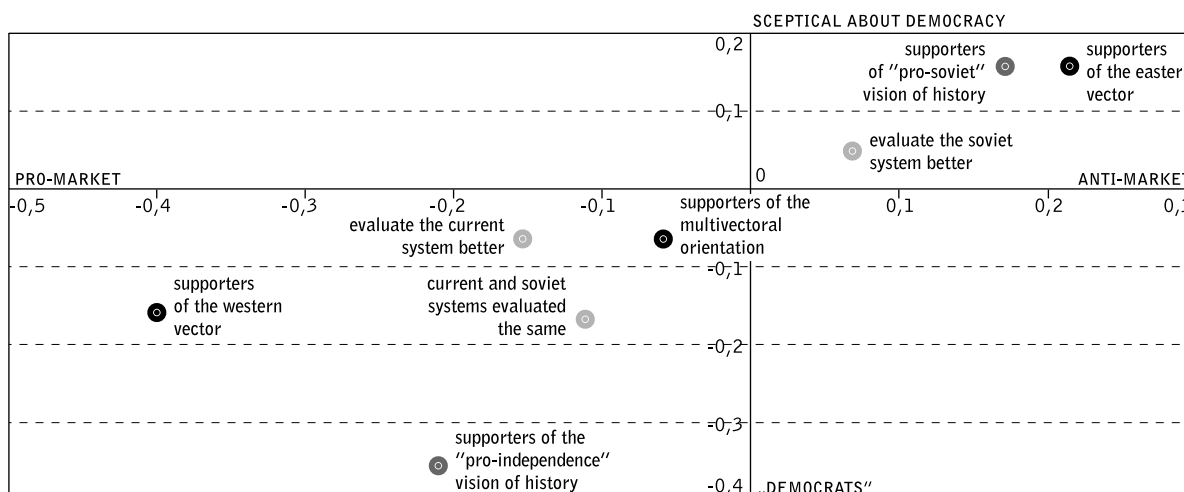 SCEPTICAL ABOUT DEMOCRACY
0,2
supporters
of "pro-soviet"
vision of history
supporters
of the easter
vector
0,1
evaluate the soviet
system better
PRO-MARKET
0
ANTI-MARKET
-0,5
-0,4
-0,3
-0,2
-0,1
0,1
0,2
supporters of the
multivectoral
orientation
evaluate the current
system better
-0,1
supporters
of the western
vector
current and soviet
systems evaluated
the same
-0,2
-0,3
supporters of the
"pro-independence"
vision of history
-0,4
„DEMOCRATS"